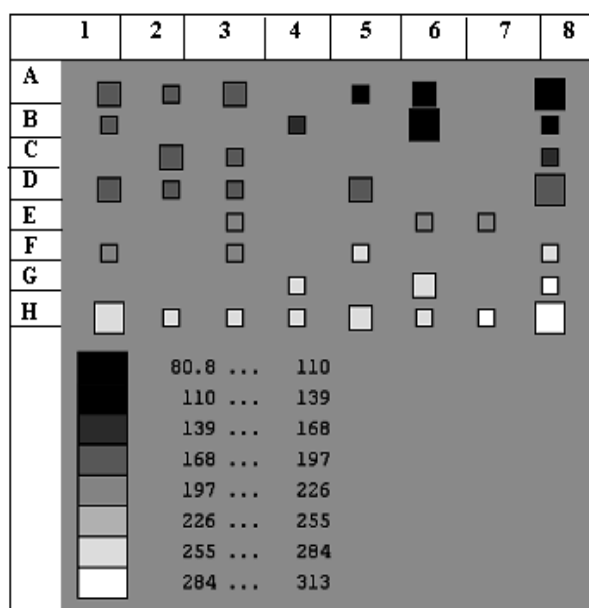 1 2 3 4 5 6 7 8
A
B
C
D
E
F
G
H
80.8 ... 110
110 ... 139
139 ... 168
168 ... 197
197 ... 226
226 ... 255
255 ... 284
284 ... 313